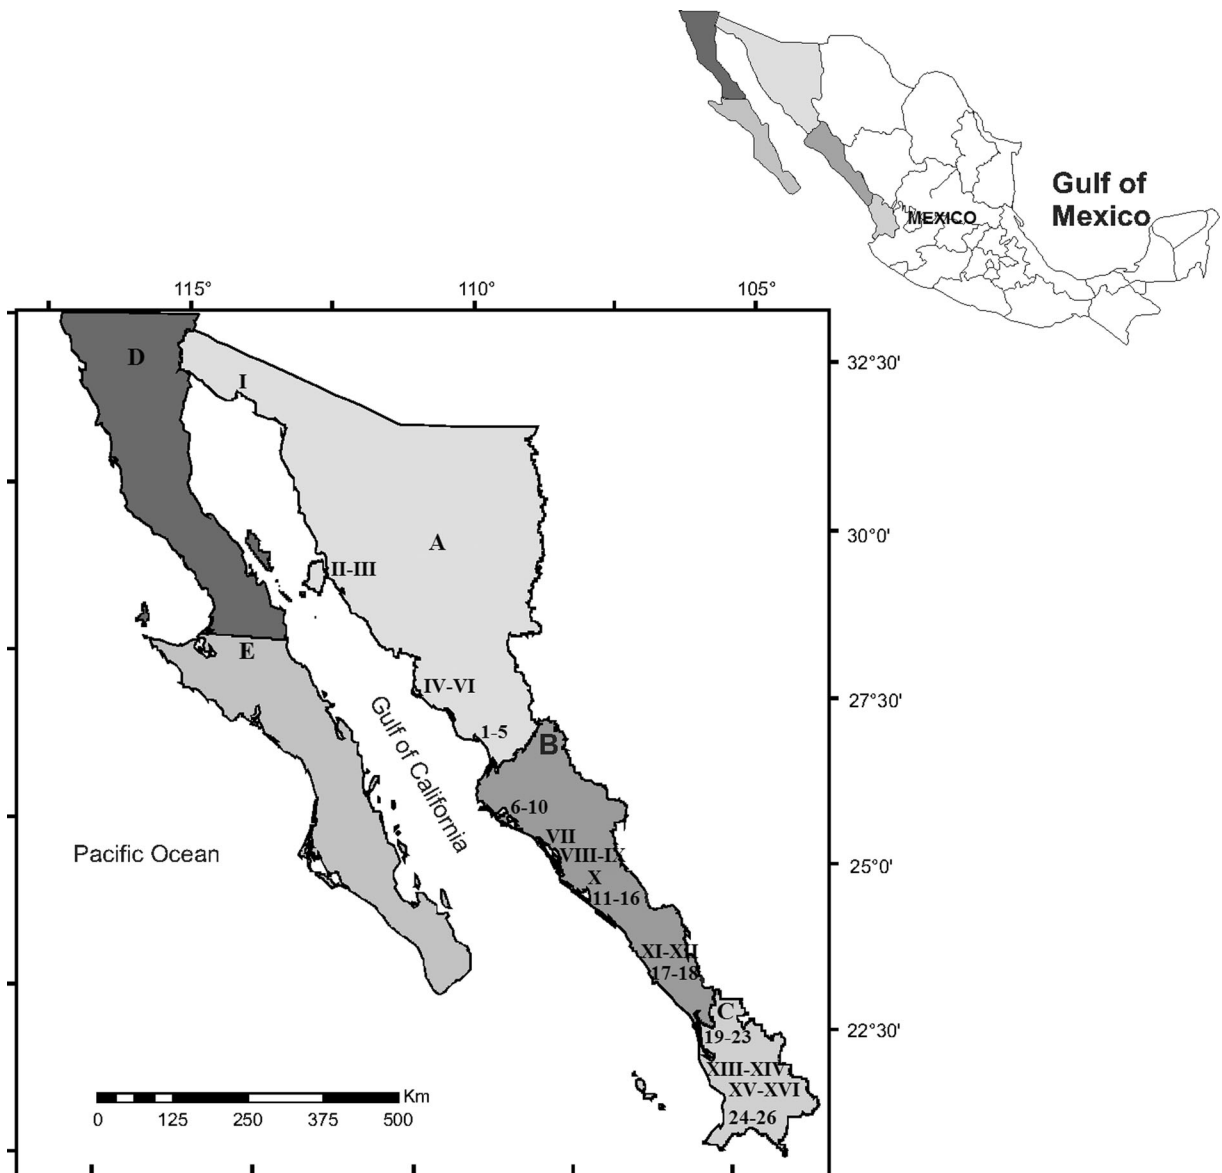 Gulf of
Mexico
MEXICO
115°
110°
105°
32°30'
D
I
A
30°0'
II-III
E
IV-VI
27°30'
1-5
B
Gulf of California
6-10
VII
VIII-IX
Pacific Ocean
25°0'
X
11-16
XI-XII
17-18
C
22°30'
19-23
XIII-XIV
XV-XVI
24-26
Km
0 125 250 375 500